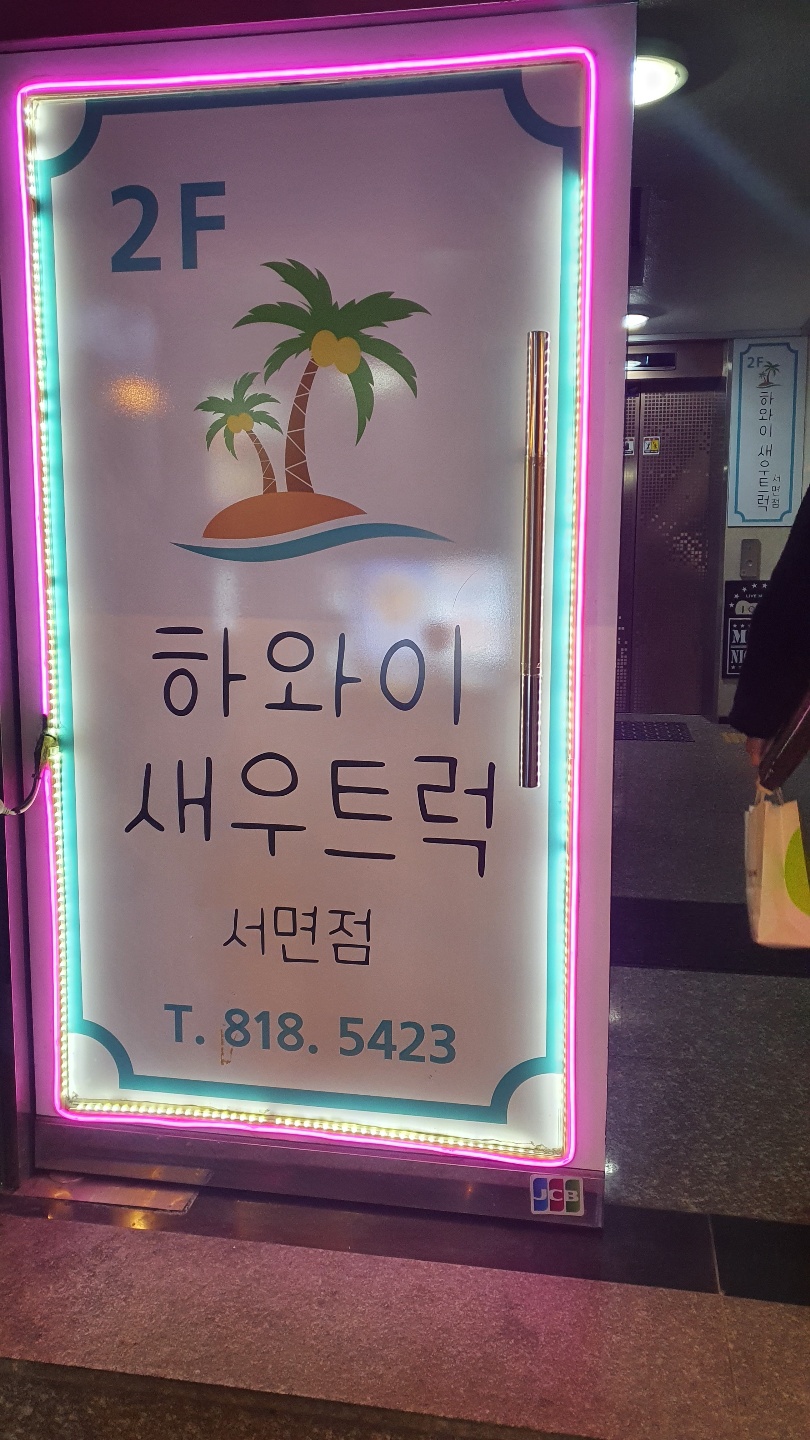 2F
하와이
새우트럭
서면점
T. 818. 5423
JCB
2F
하와이 새우트럭
서면점